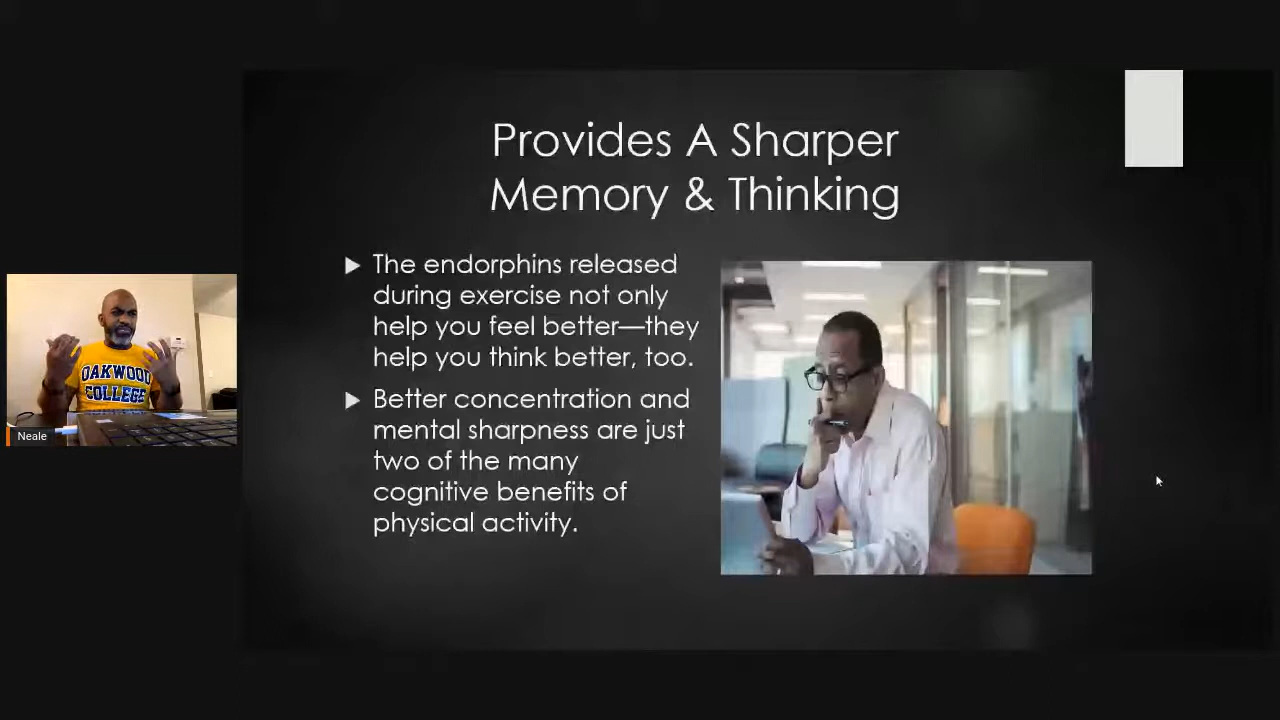 Provides A Sharper
Memory & Thinking
The endorphins released
during exercise not only
help you feel better—they
help you think better, too.
Better concentration and
mental sharpness are just
two of the many
cognitive benefits of
physical activity.
OAKWOOD
COLLEGE
Neale